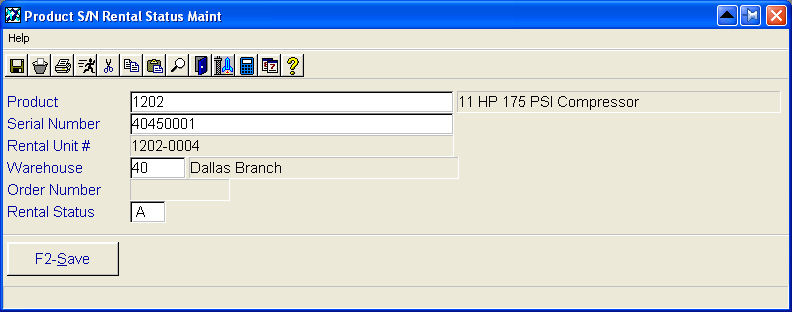 Product S/N Rental Status Maint
Help
Product 1202 11 HP 175 PSI Compressor
Serial Number 40450001
Rental Unit # 1202-0004
Warehouse 40 Dallas Branch
Order Number
Rental Status A
F2-Save